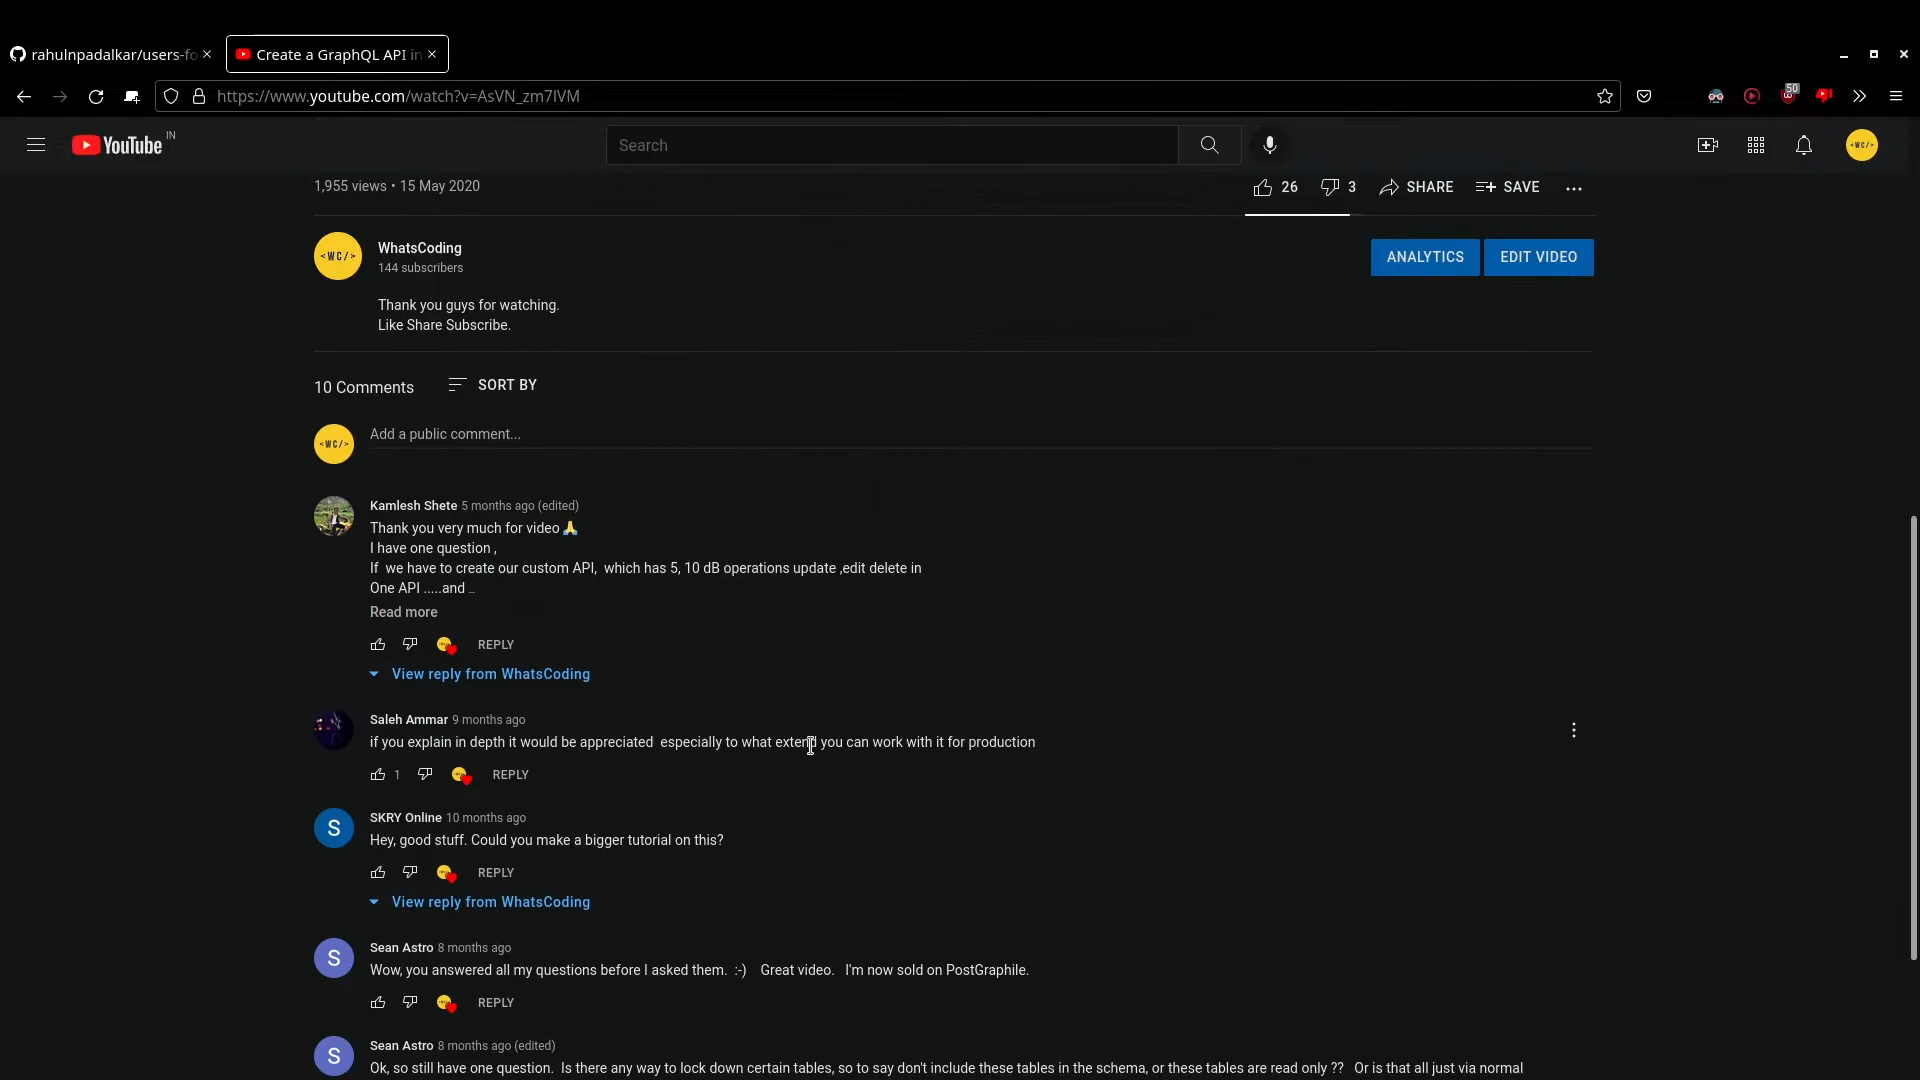 rahulnpadalkar/users-fo
Create a GraphQL API in
https://www.youtube.com/watch?v=AsVN_zm7IVM
50
YouTube IN
Search
<WC/>
1,955 views • 15 May 2020
26
3
SHARE
SAVE
<WC/>
WhatsCoding
144 subscribers
ANALYTICS
EDIT VIDEO
Thank you guys for watching.
Like Share Subscribe.
10 Comments
SORT BY
<WC/>
Add a public comment...
Kamlesh Shete 5 months ago (edited)
Thank you very much for video🙏
I have one question ,
If we have to create our custom API, which has 5, 10 dB operations update ,edit delete in
One API .....and ...
Read more
REPLY
View reply from WhatsCoding
Saleh Ammar 9 months ago
if you explain in depth it would be appreciated especially to what extend you can work with it for production
1
REPLY
S
SKRY Online 10 months ago
Hey, good stuff. Could you make a bigger tutorial on this?
REPLY
View reply from WhatsCoding
S
Sean Astro 8 months ago
Wow, you answered all my questions before I asked them. :-) Great video. I'm now sold on PostGraphile.
REPLY
S
Sean Astro 8 months ago (edited)
Ok, so still have one question. Is there any way to lock down certain tables, so to say don't include these tables in the schema, or these tables are read only ?? Or is that all just via normal